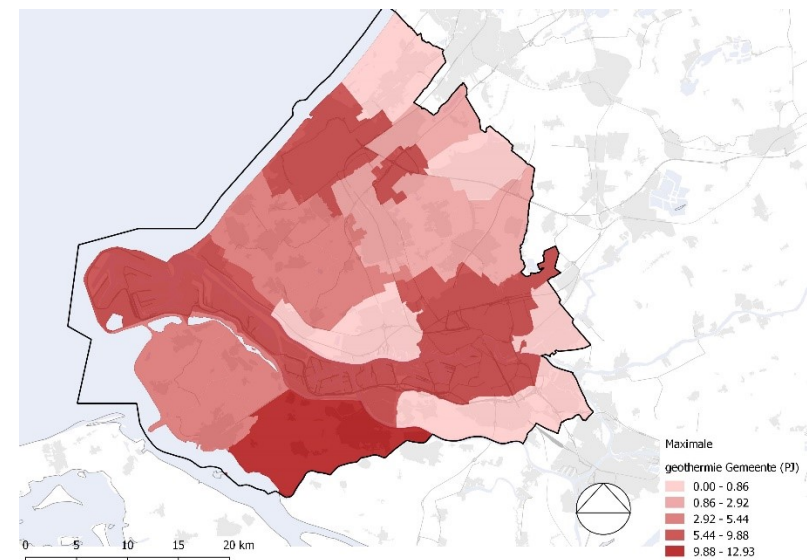 Maximale
geothermie Gemeente (PJ)
0.00 - 0.86
0.86 - 2.92
2.92 - 5.44
5.44 - 9.88
9.88 - 12.93
0 5 10 15 20 km